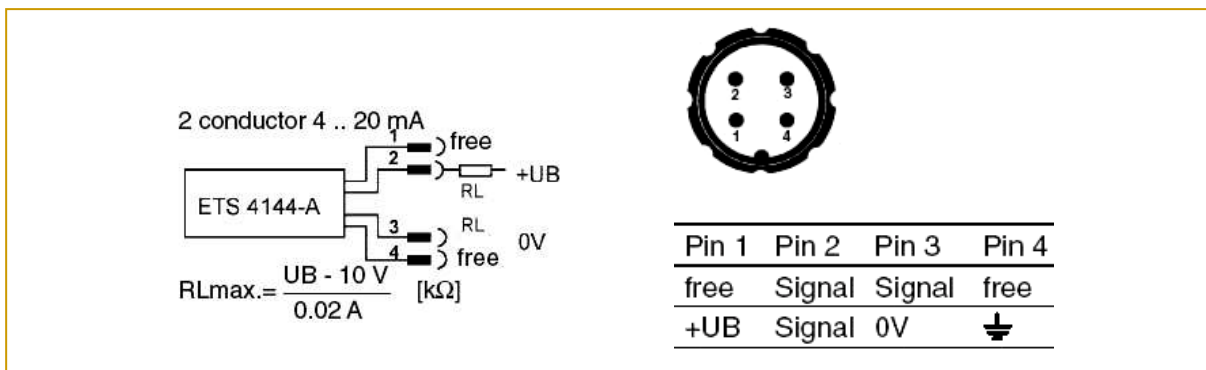 2 conductor 4 .. 20 mA
1 free
2
RL
+UB
ETS 4144-A
3 RL
0V
4 free
RLmax.= UB - 10 V [kΩ]
0.02 A
2 3
1 4
Pin 1 Pin 2 Pin 3 Pin 4
free Signal Signal free
+UB Signal 0V